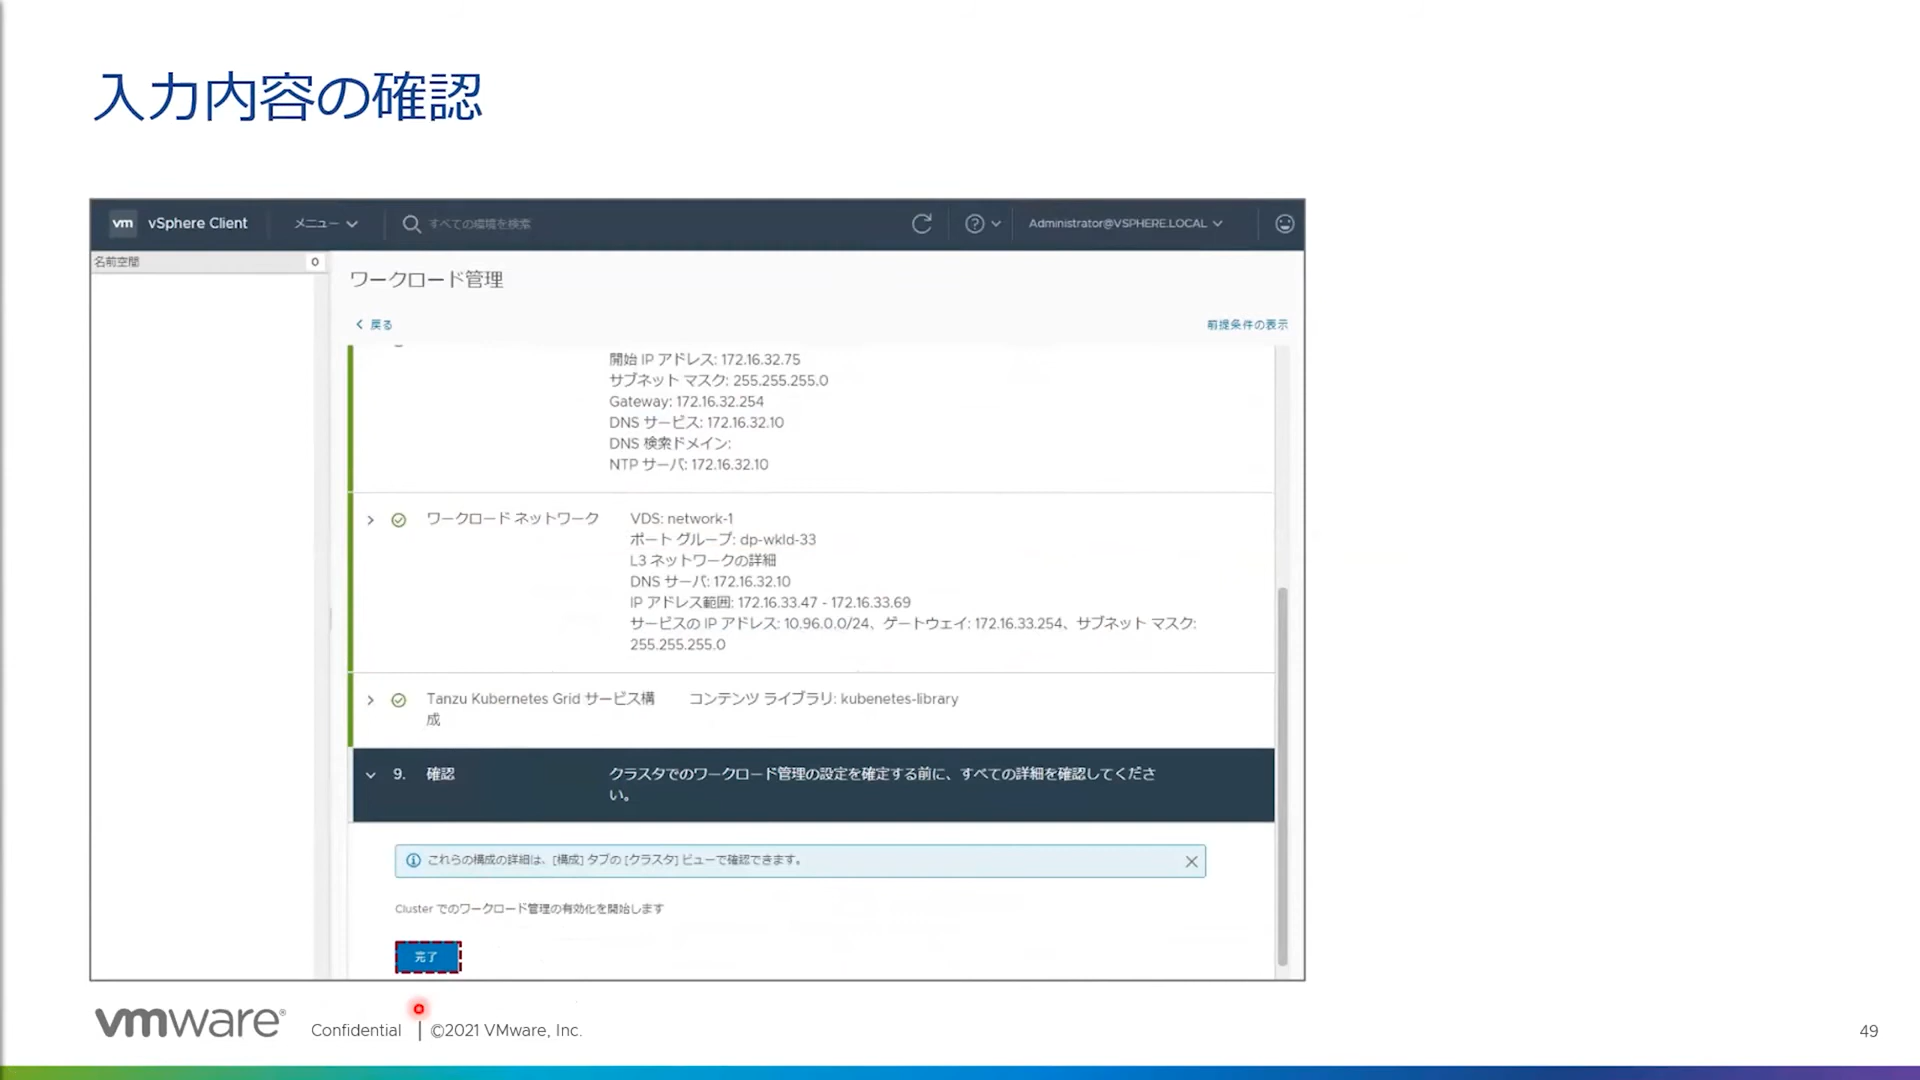 入力内容の確認
vm vSphere Client メニュー すべての環境を検索 Administrator@VSPHERE.LOCAL
名前空間 0
ワークロード管理
戻る 前提条件の表示
開始 IP アドレス: 172.16.32.75
サブネット マスク: 255.255.255.0
Gateway: 172.16.32.254
DNS サービス: 172.16.32.10
DNS 検索ドメイン:
NTP サーバ: 172.16.32.10
ワークロード ネットワーク VDS: network-1
ポート グループ: dp-wkld-33
L3 ネットワークの詳細
DNS サーバ: 172.16.32.10
IP アドレス範囲: 172.16.33.47 - 172.16.33.69
サービスの IP アドレス: 10.96.0.0/24、ゲートウェイ: 172.16.33.254、サブネット マスク:
255.255.255.0
Tanzu Kubernetes Grid サービス構 コンテンツ ライブラリ: kubenetes-library
成
9. 確認 クラスタでのワークロード管理の設定を確定する前に、すべての詳細を確認してくださ
い。
これらの構成の詳細は、[構成] タブの [クラスタ] ビューで確認できます。
Cluster でのワークロード管理の有効化を開始します
完了
vmware® Confidential | ©2021 VMware, Inc. 49